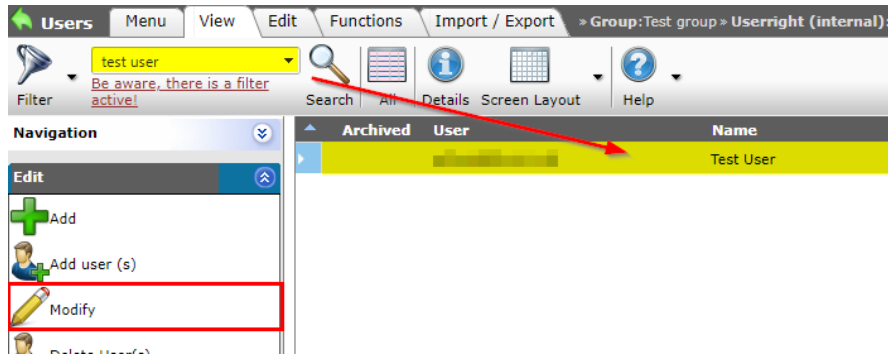 Users Menu View Edit Functions Import / Export » Group:Test group » Userright (internal):
test user
Be aware, there is a filter
active!
Filter Search All Details Screen Layout Help
Navigation
Archived User Name
Test User
Edit
Add
Add user (s)
Modify
Delete User(s)